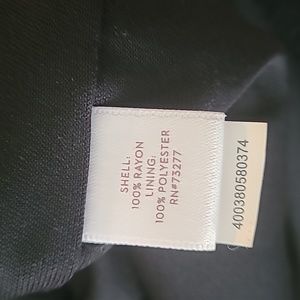 SHELL:
100% RAYON
LINING:
100% POLYESTER
RN#73277
400380580374